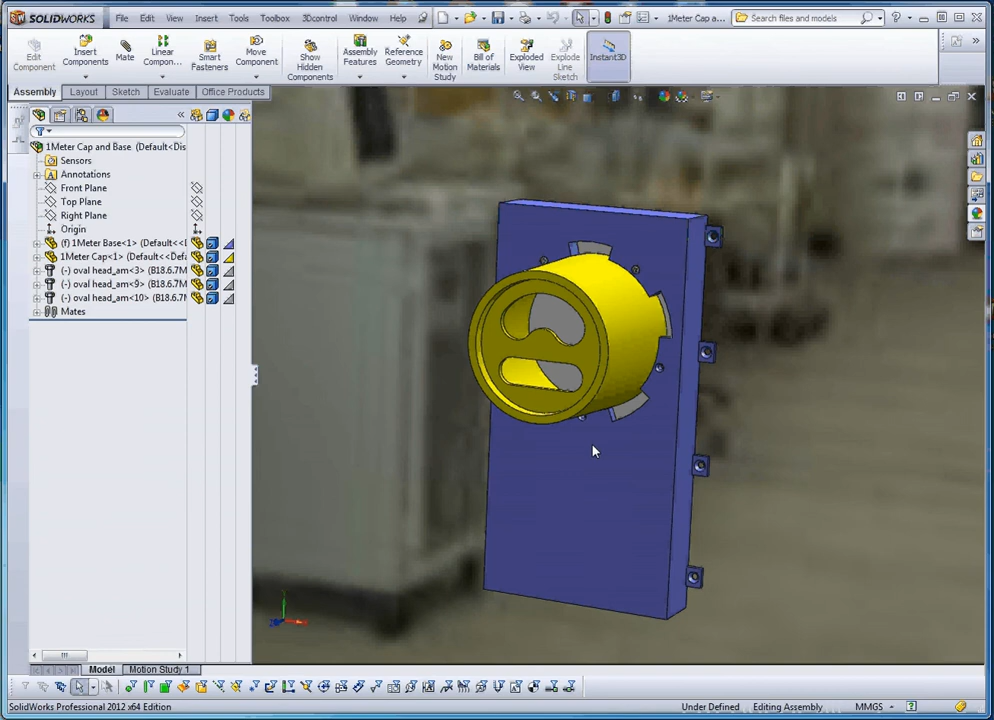 SOLIDWORKS File Edit View Insert Tools Toolbox 3Dcontrol Window Help 1Meter Cap a... Search files and models
Edit Component
Insert Components
Mate
Linear Compon...
Smart Fasteners
Move Component
Show Hidden Components
Assembly Features
Reference Geometry
New Motion Study
Bill of Materials
Exploded View
Explode Line Sketch
Instant3D
Assembly Layout Sketch Evaluate Office Products
1Meter Cap and Base (Default<Dis
Sensors
Annotations
Front Plane
Top Plane
Right Plane
Origin
(f) 1Meter Base<1> (Default<<D
1Meter Cap<1> (Default<<Defa
(-) oval head_am<3> (B18.6.7M
(-) oval head_am<9> (B18.6.7M
(-) oval head_am<10> (B18.6.7M
Mates
Model Motion Study 1
SolidWorks Professional 2012 x64 Edition Under Defined Editing Assembly MMGS